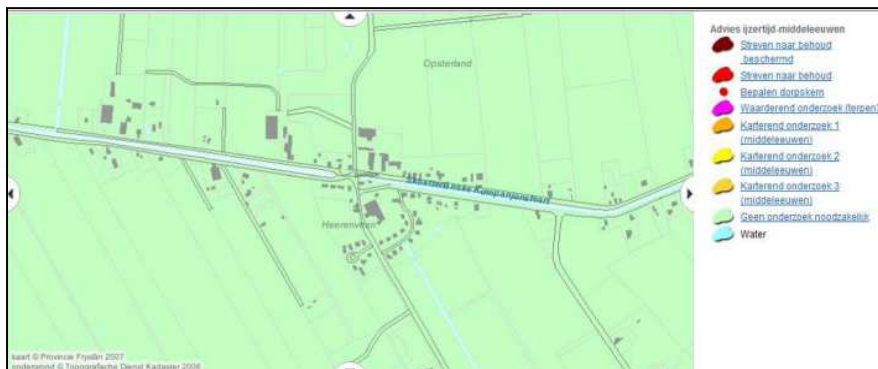 Opsterland
Heerenveen
kaart © Provincie Fryslân 2007
ondergrond © Topografische Dienst Kadaster 2006
Advies ijzertijd-middeleeuwen
Streven naar behoud
beschermd
Streven naar behoud
Bepalen dorpskern
Waarderend onderzoek (terpen)
Karterend onderzoek 1
(middeleeuwen)
Karterend onderzoek 2
(middeleeuwen)
Karterend onderzoek 3
(middeleeuwen)
Geen onderzoek noodzakelijk
Water